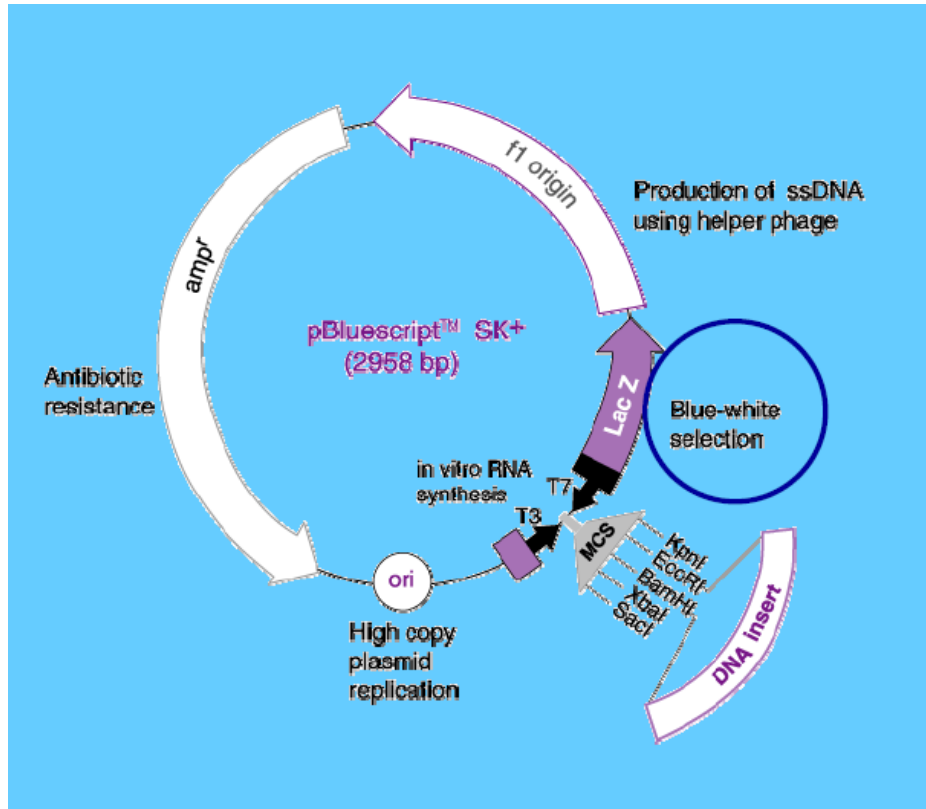 f1 origin
Production of ssDNA
using helper phage
amp^r
pBluescript™ SK+
(2958 bp)
Antibiotic
resistance
Lac Z
Blue-white
selection
in vitro RNA
synthesis
T7
T3
MCS
KpnI
EcoRI
BamHI
XbaI
SacI
DNA insert
ori
High copy
plasmid
replication